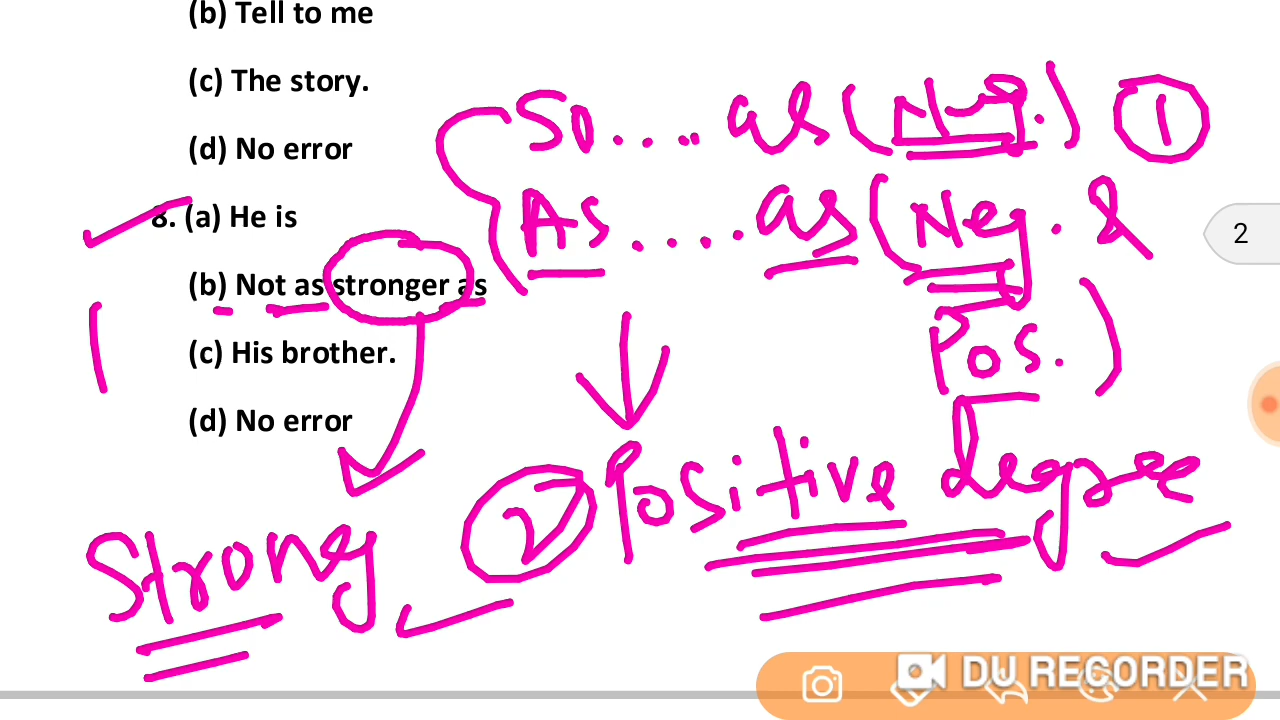 (b) Tell to me
(c) The story.
(d) No error
So.... as (Neg.) 1
8. (a) He is
As.... as (Neg. &
Pos.)
(b) Not as stronger as
(c) His brother.
(d) No error
2 Positive degree
Strong
2
DU RECORDER